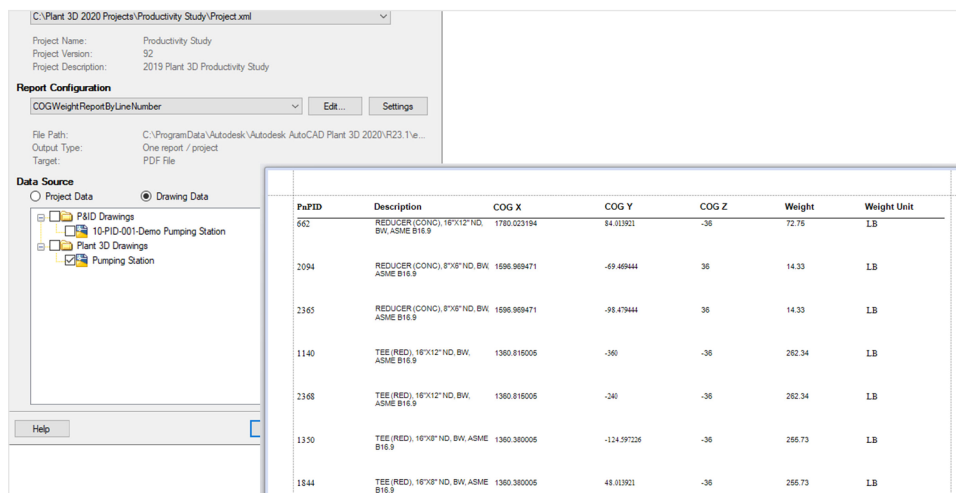 C:\Plant 3D 2020 Projects\Productivity Study\Project.xml
Project Name: Productivity Study
Project Version: 92
Project Description: 2019 Plant 3D Productivity Study
Report Configuration
COGWeightReportByLineNumber Edit... Settings
File Path: C:\ProgramData\Autodesk\Autodesk AutoCAD Plant 3D 2020\R23.1\e...
Output Type: One report / project
Target: PDF File
Data Source
Project Data Drawing Data
P&ID Drawings
10-PID-001-Demo Pumping Station
Plant 3D Drawings
Pumping Station
Help
PnPID Description COG X COG Y COG Z Weight Weight Unit
662 REDUCER (CONC), 16"X12" ND, 1780.023194 84.013921 -36 72.75 LB
BW, ASME B16.9
2094 REDUCER (CONC), 8"X6" ND, BW, 1596.969471 -69.469444 36 14.33 LB
ASME B16.9
2365 REDUCER (CONC), 8"X6" ND, BW, 1596.969471 -98.479444 36 14.33 LB
ASME B16.9
1140 TEE (RED), 16"X12" ND, BW, 1360.815005 -360 -36 262.34 LB
ASME B16.9
2368 TEE (RED), 16"X12" ND, BW, 1360.815005 -240 -36 262.34 LB
ASME B16.9
1350 TEE (RED), 16"X8" ND, BW, ASME 1360.380005 -124.597226 -36 255.73 LB
B16.9
1844 TEE (RED), 16"X8" ND, BW, ASME 1360.380005 48.013921 -36 255.73 LB
B16.9